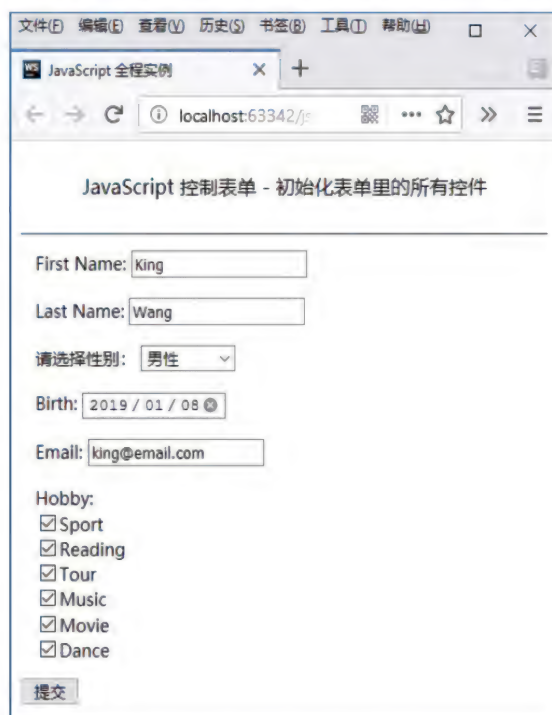 文件(F) 编辑(E) 查看(V) 历史(S) 书签(B) 工具(T) 帮助(H)
WS JavaScript 全程实例
localhost:63342/js
JavaScript 控制表单 - 初始化表单里的所有控件
First Name: King
Last Name: Wang
请选择性别: 男性
Birth: 2019 / 01 / 08
Email: king@email.com
Hobby:
Sport
Reading
Tour
Music
Movie
Dance
提交